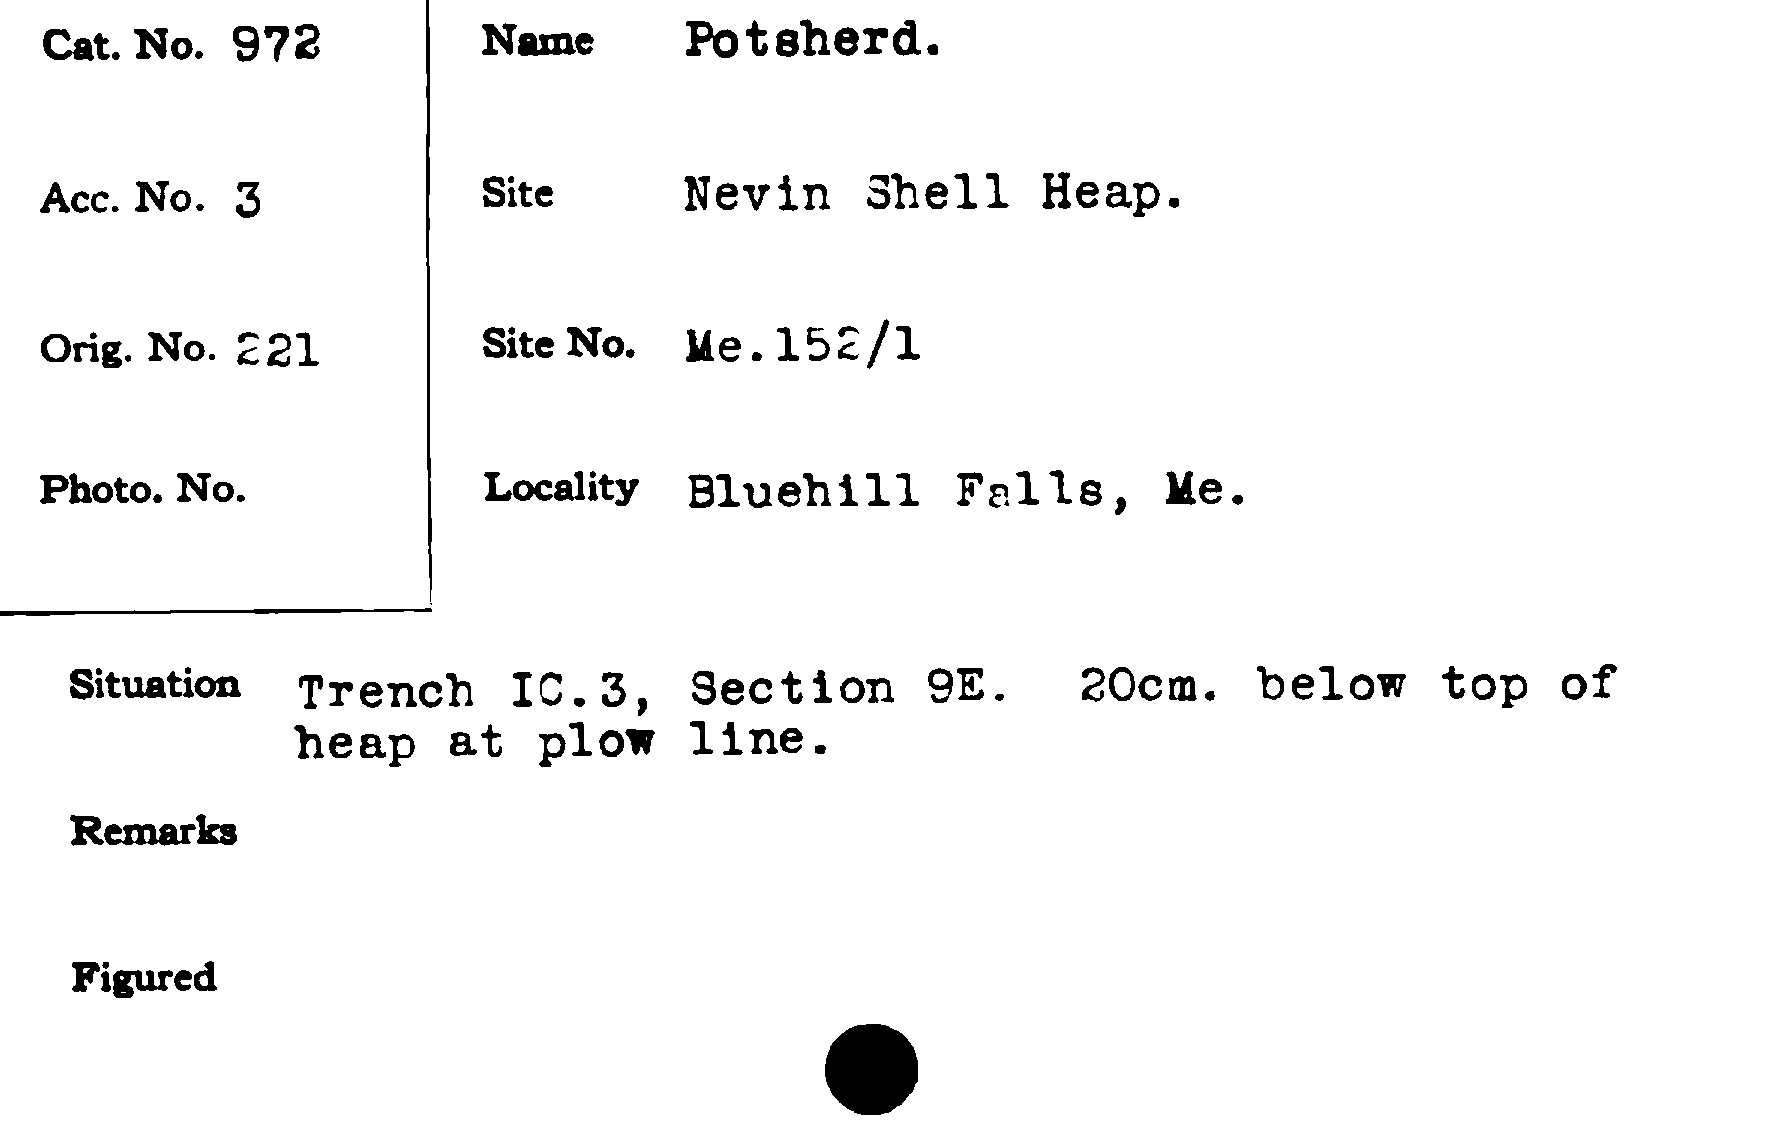 Cat. No. 972
Name Potsherd.
Acc. No. 3
Site Nevin Shell Heap.
Orig. No. 221
Site No. Me.152/1
Photo. No.
Locality Bluehill Falls, Me.
Situation Trench IC.3, Section 9E. 20cm. below top of
heap at plow line.
Remarks
Figured